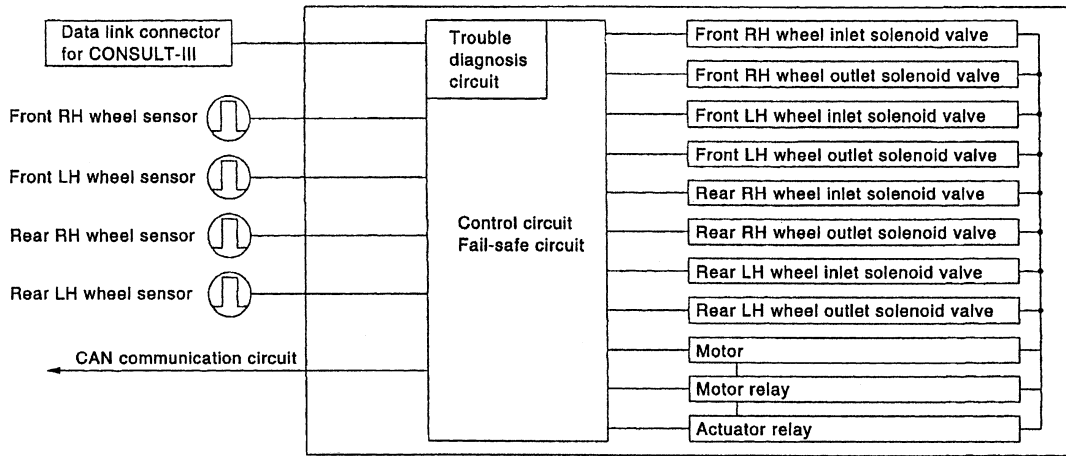 Data link connector
for CONSULT-III
Front RH wheel sensor
Front LH wheel sensor
Rear RH wheel sensor
Rear LH wheel sensor
CAN communication circuit
Trouble
diagnosis
circuit
Control circuit
Fail-safe circuit
Front RH wheel inlet solenoid valve
Front RH wheel outlet solenoid valve
Front LH wheel inlet solenoid valve
Front LH wheel outlet solenoid valve
Rear RH wheel inlet solenoid valve
Rear RH wheel outlet solenoid valve
Rear LH wheel inlet solenoid valve
Rear LH wheel outlet solenoid valve
Motor
Motor relay
Actuator relay